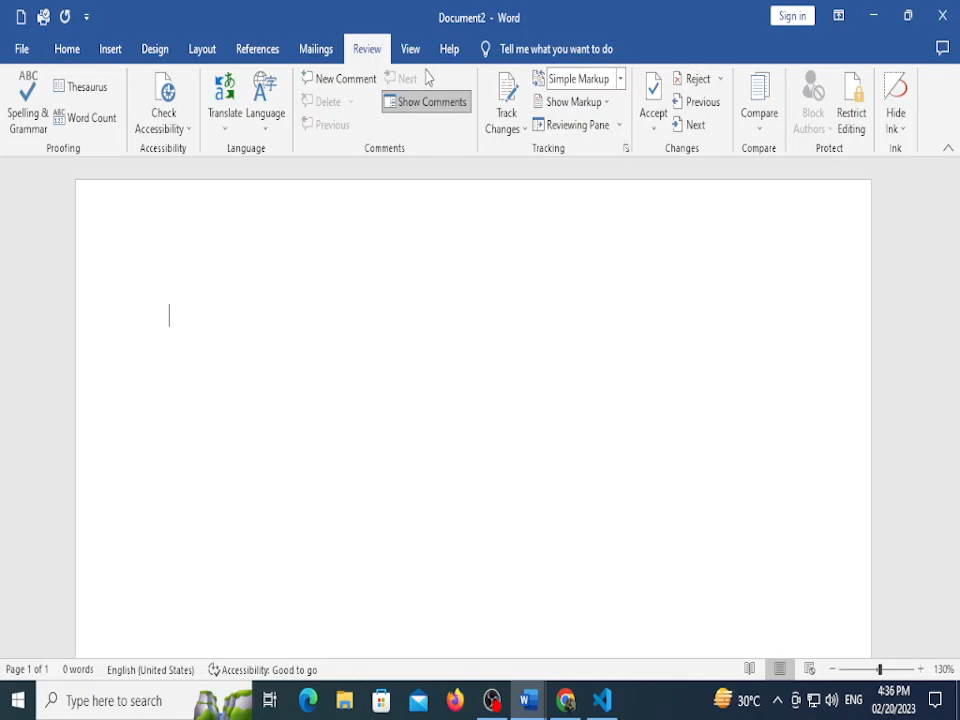 Document2 - Word
Sign in
File Home Insert Design Layout References Mailings Review View Help Tell me what you want to do
ABC
Spelling &
Grammar
Thesaurus
ABC
123
Word Count
Proofing
Check
Accessibility
Accessibility
Translate
Language
Language
New Comment
Delete
Previous
Next
Show Comments
Comments
Track
Changes
Simple Markup
Show Markup
Reviewing Pane
Tracking
Accept
Reject
Previous
Next
Changes
Compare
Compare
Block
Authors
Restrict
Editing
Protect
Hide
Ink
Ink
Page 1 of 1 0 words English (United States) Accessibility: Good to go 130%
Type here to search
30°C ENG
4:36 PM
02/20/2023